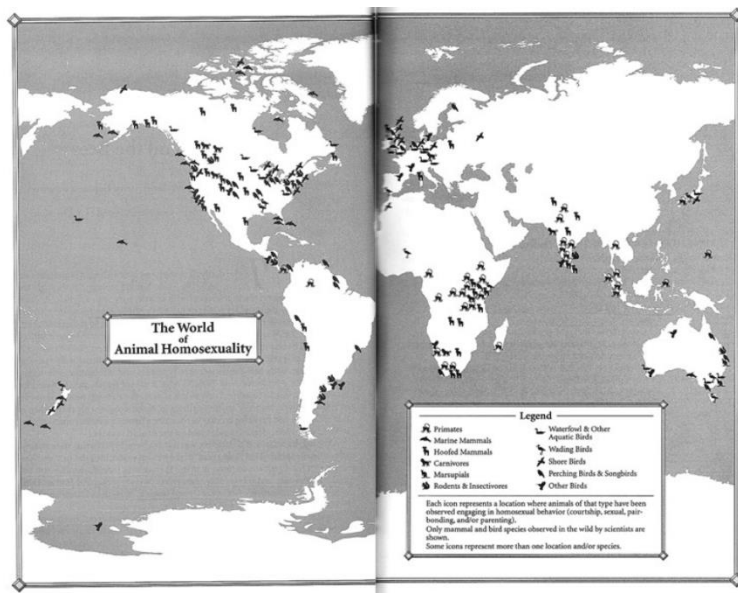 The World
of
Animal Homosexuality
Legend
Primates
Marine Mammals
Hoofed Mammals
Carnivores
Marsupials
Rodents & Insectivores
Waterfowl & Other
Aquatic Birds
Wading Birds
Shore Birds
Perching Birds & Songbirds
Other Birds
Each icon represents a location where animals of that type have been
observed engaging in homosexual behavior (courtship, sexual, pair-
bonding, and/or parenting).
Only mammal and bird species observed in the wild by scientists are
shown.
Some icons represent more than one location and/or species.